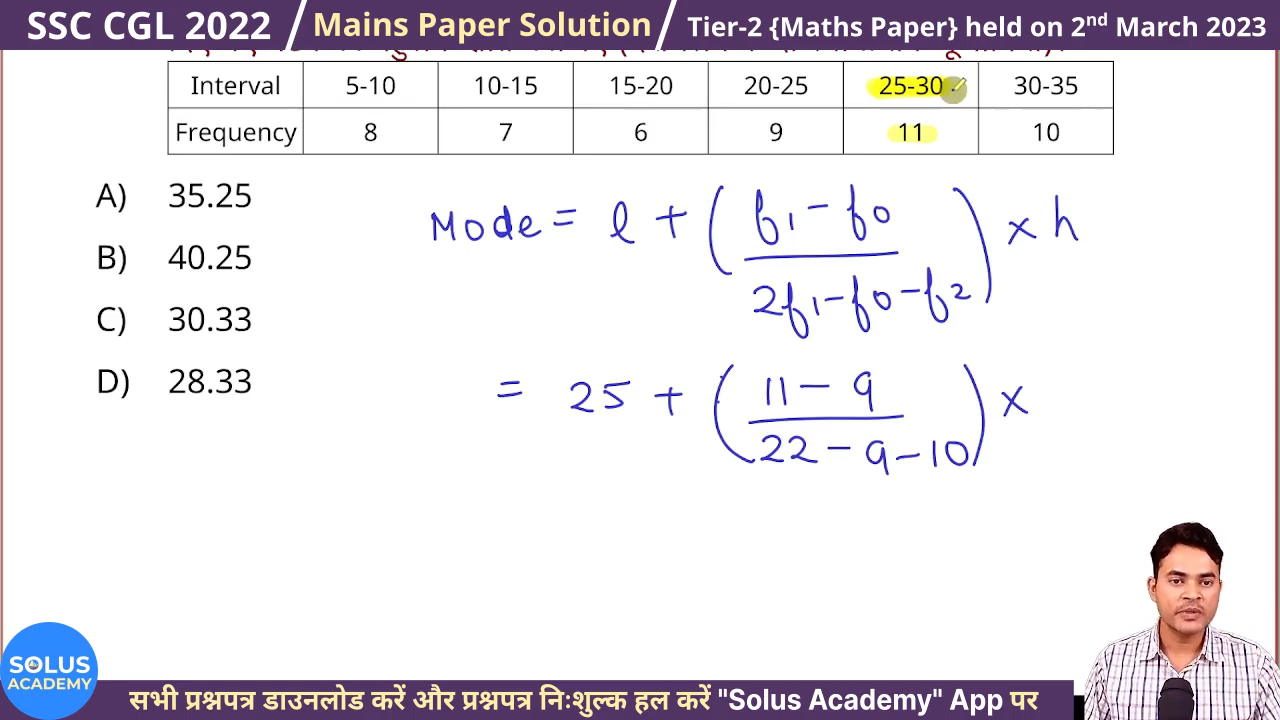 SSC CGL 2022 Mains Paper Solution Tier-2 {Maths Paper} held on 2nd March 2023
Interval 5-10 10-15 15-20 20-25 25-30 30-35
Frequency 8 7 6 9 11 10
A) 35.25
B) 40.25
C) 30.33
D) 28.33
Mode = l + (f1 - f0 / 2f1 - f0 - f2) × h
= 25 + (11 - 9 / 22 - 9 - 10) ×
SOLUS
ACADEMY
सभी प्रश्नपत्र डाउनलोड करें और प्रश्नपत्र निःशुल्क हल करें "Solus Academy" App पर